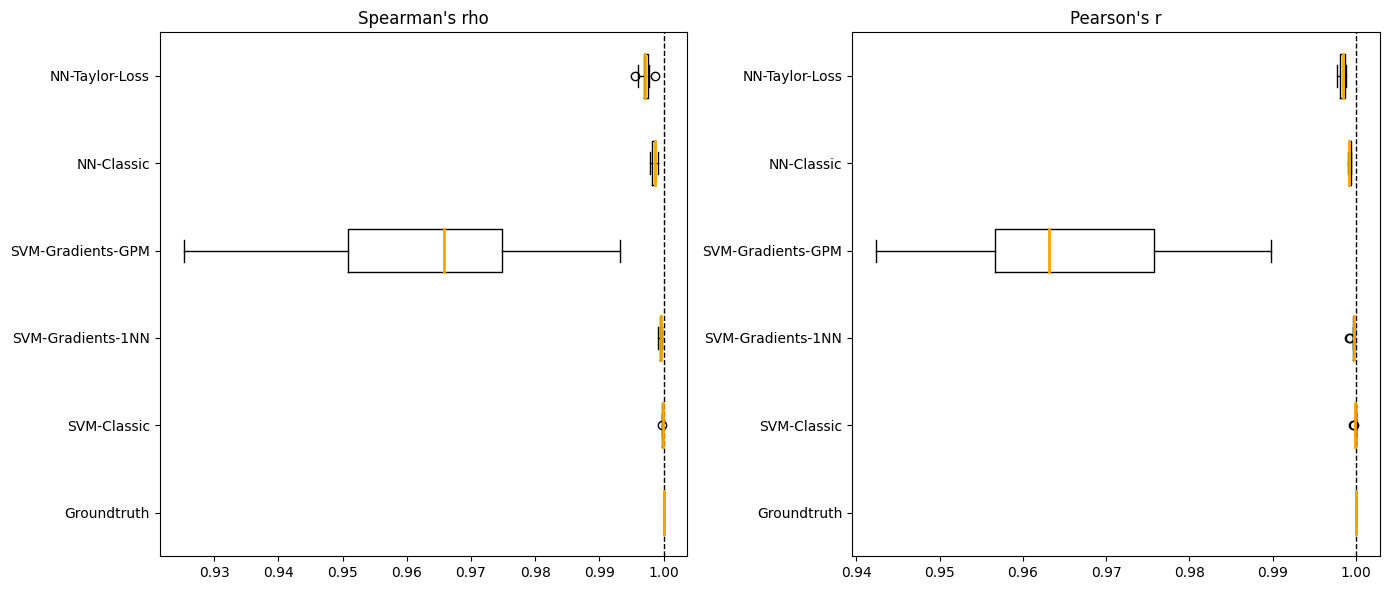 Spearman's rho
NN-Taylor-Loss
NN-Classic
SVM-Gradients-GPM
SVM-Gradients-1NN
SVM-Classic
Groundtruth
0.93 0.94 0.95 0.96 0.97 0.98 0.99 1.00
Pearson's r
NN-Taylor-Loss
NN-Classic
SVM-Gradients-GPM
SVM-Gradients-1NN
SVM-Classic
Groundtruth
0.94 0.95 0.96 0.97 0.98 0.99 1.00